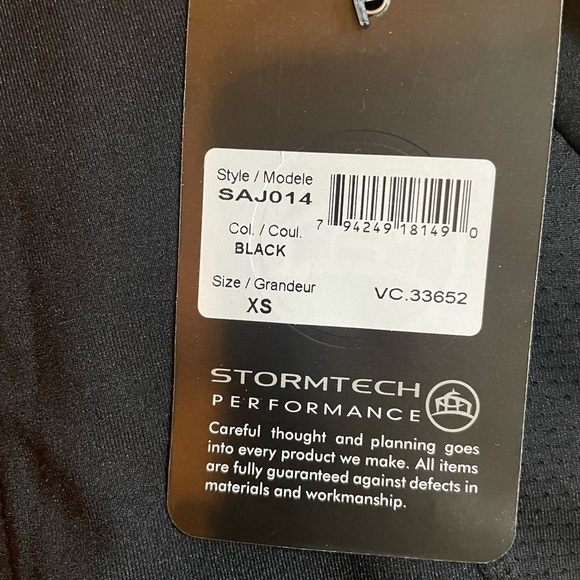 Style / Modele
SAJ014
7 94249 18149 0
Col. / Coul.
BLACK
Size / Grandeur
XS
VC.33652
STORMTECH
PERFORMANCE
Careful thought and planning goes
into every product we make. All items
are fully guaranteed against defects in
materials and workmanship.